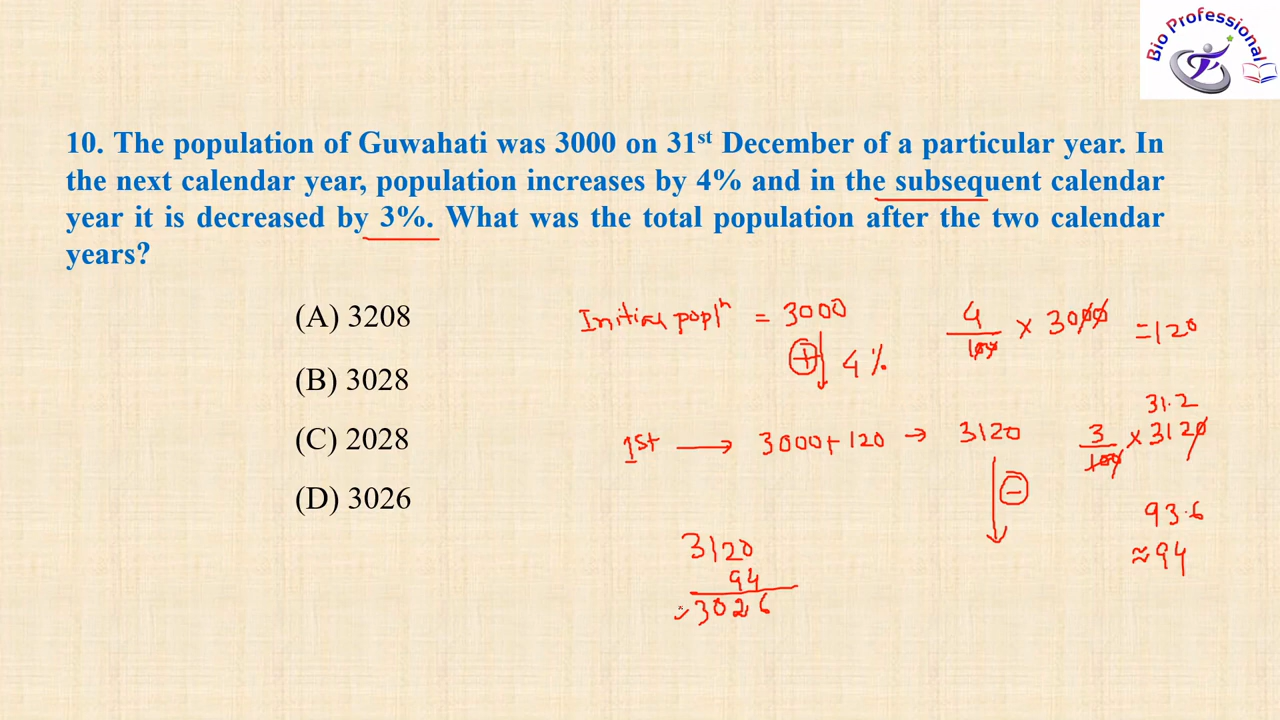 Bio Professional
10. The population of Guwahati was 3000 on 31st December of a particular year. In
the next calendar year, population increases by 4% and in the subsequent calendar
year it is decreased by 3%. What was the total population after the two calendar
years?
(A) 3208
(B) 3028
(C) 2028
(D) 3026
Initial popln = 3000
+ 4%
4/100 × 3000 = 120
1st → 3000+120 → 3120
-
31.2
3/100 × 3120
93.6
≈94
3120
94
3026